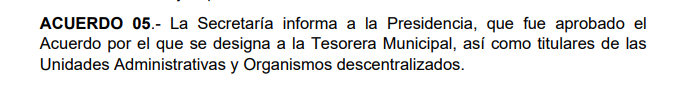 ACUERDO 05.- La Secretaría informa a la Presidencia, que fue aprobado el
Acuerdo por el que se designa a la Tesorera Municipal, así como titulares de las
Unidades Administrativas y Organismos descentralizados.